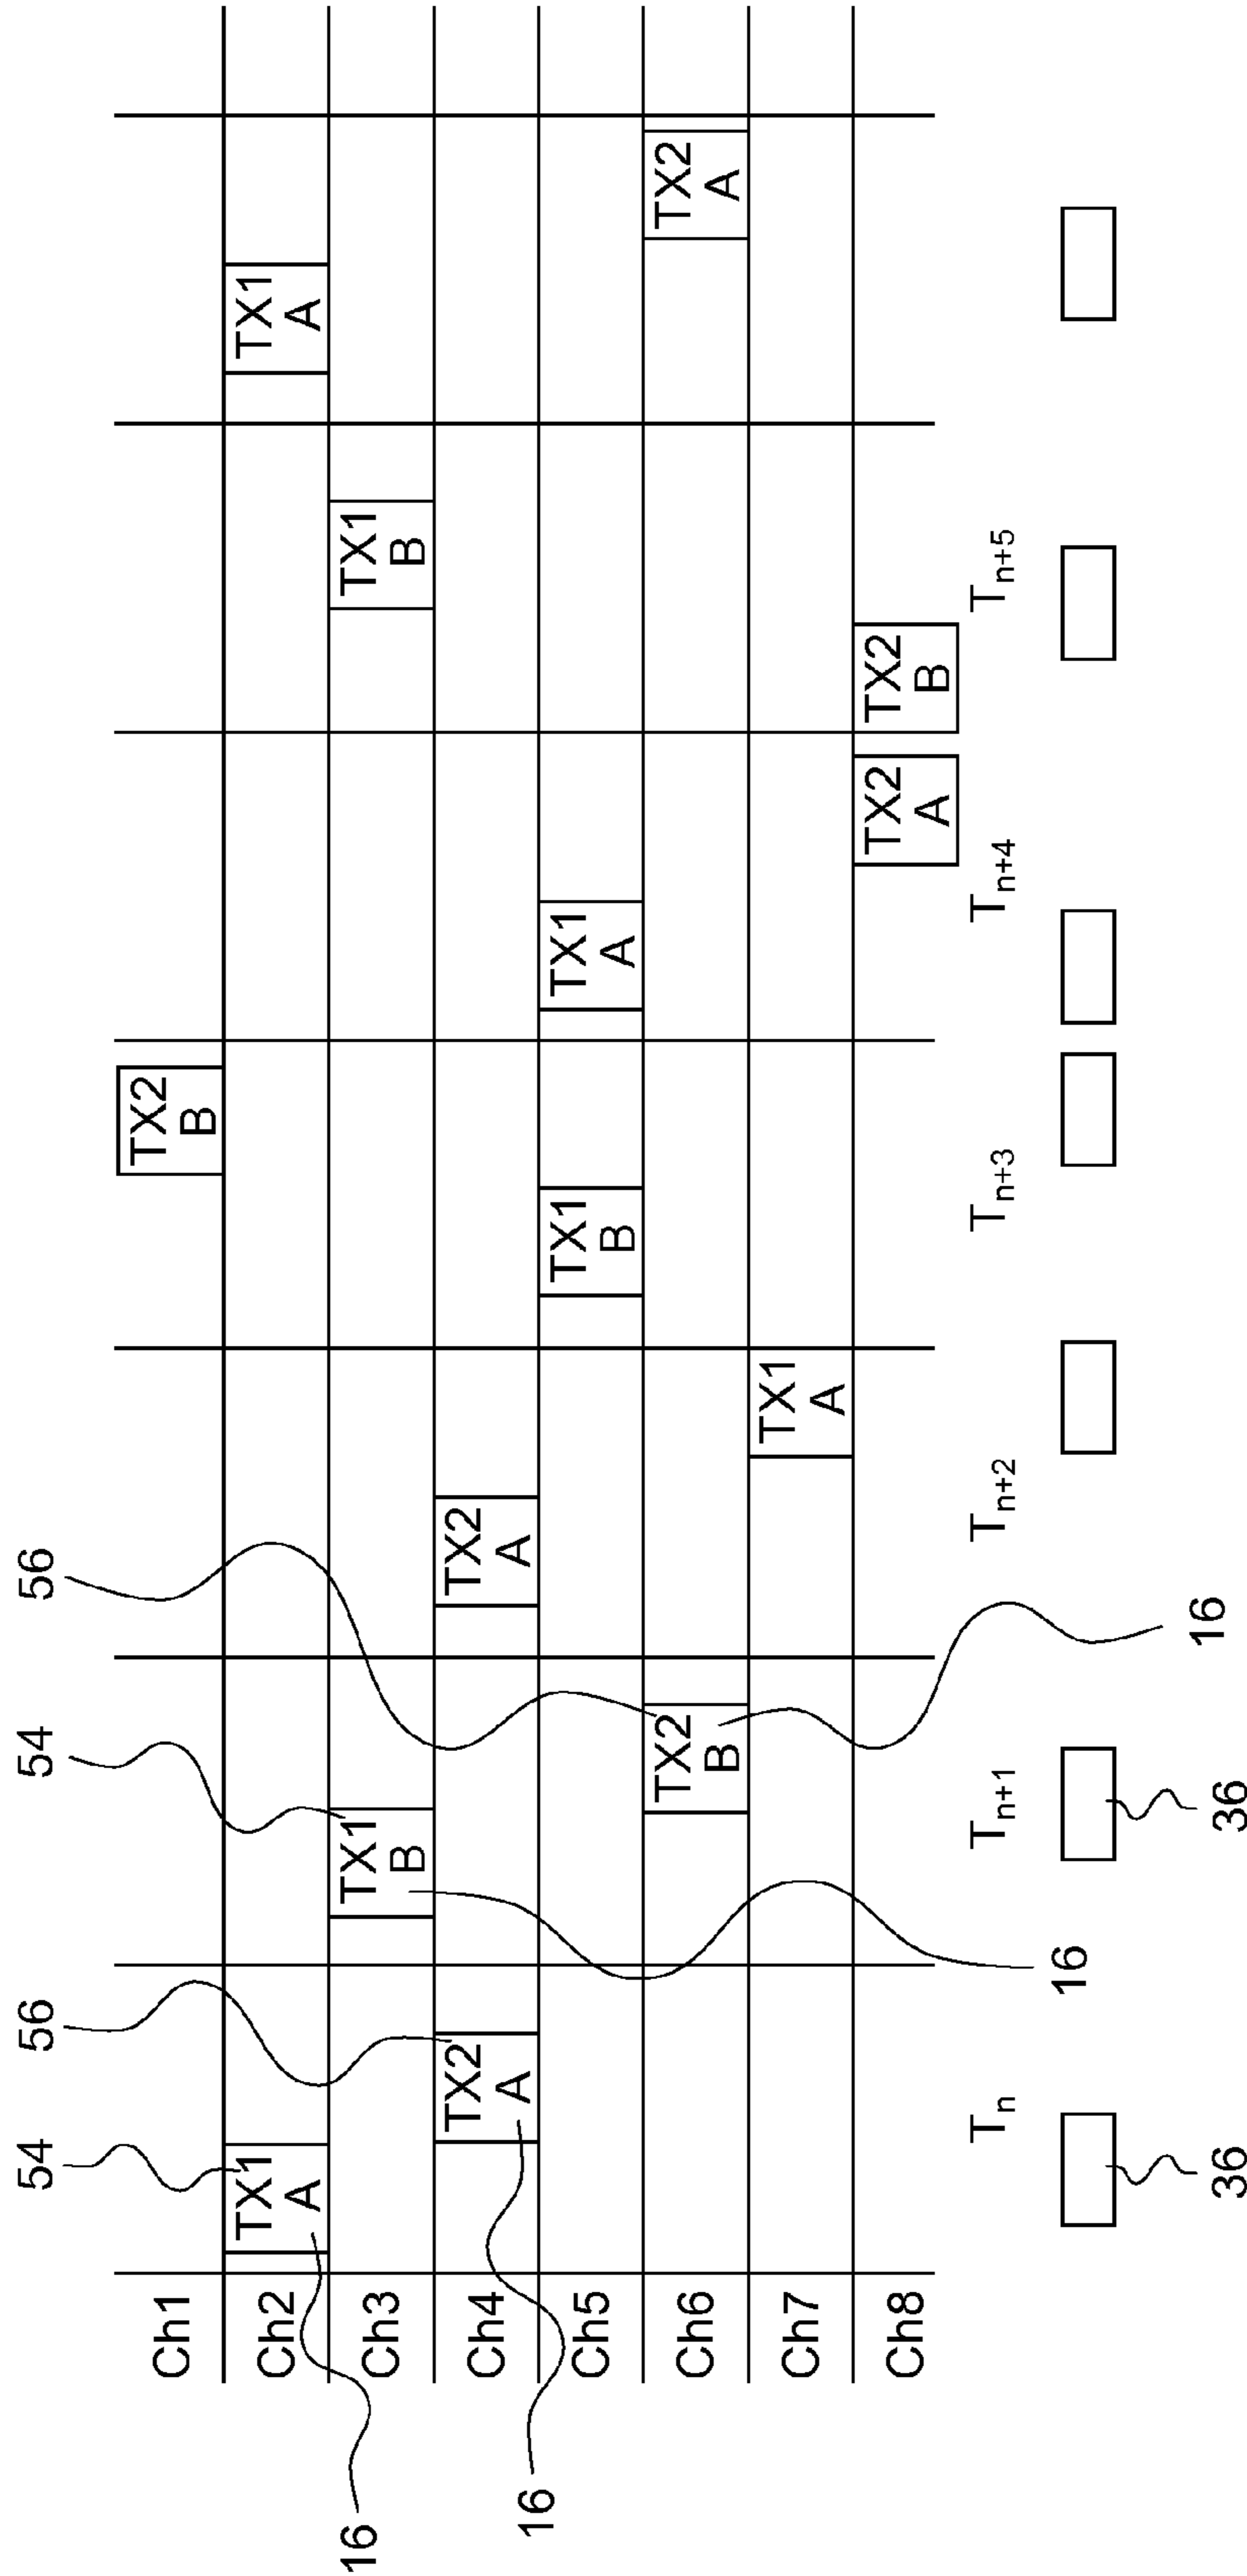 54 56 54 56
Ch1
TX2
B
Ch2
TX1
A
TX1
A
16
Ch3
TX1
B
TX1
B
Ch4
TX2
A
TX2
A
16
Ch5
TX1
B
TX1
A
Ch6
TX2
B
TX2
A
Ch7
TX1
A
Ch8
TX2
A
TX2
B
Tn Tn+1 Tn+2 Tn+3 Tn+4 Tn+5
16
16
36 36